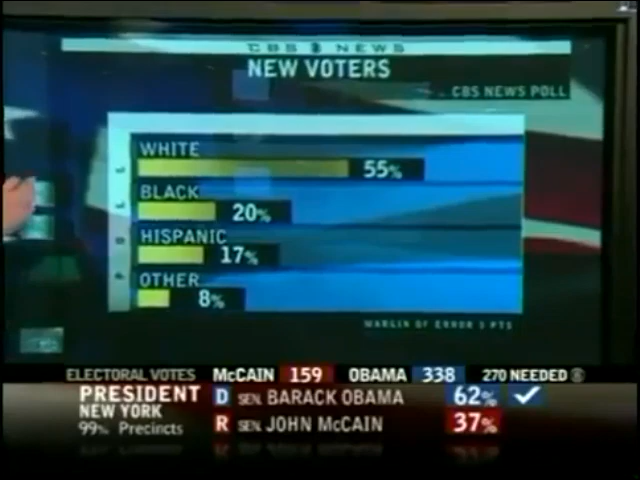 CBS NEWS
NEW VOTERS
CBS NEWS POLL
WHITE
55%
BLACK
20%
HISPANIC
17%
OTHER
8%
POLL
MARGIN OF ERROR 3 PTS
ELECTORAL VOTES McCAIN 159 OBAMA 338 270 NEEDED
PRESIDENT
NEW YORK
99% Precincts
D SEN. BARACK OBAMA 62%
R SEN. JOHN McCAIN 37%